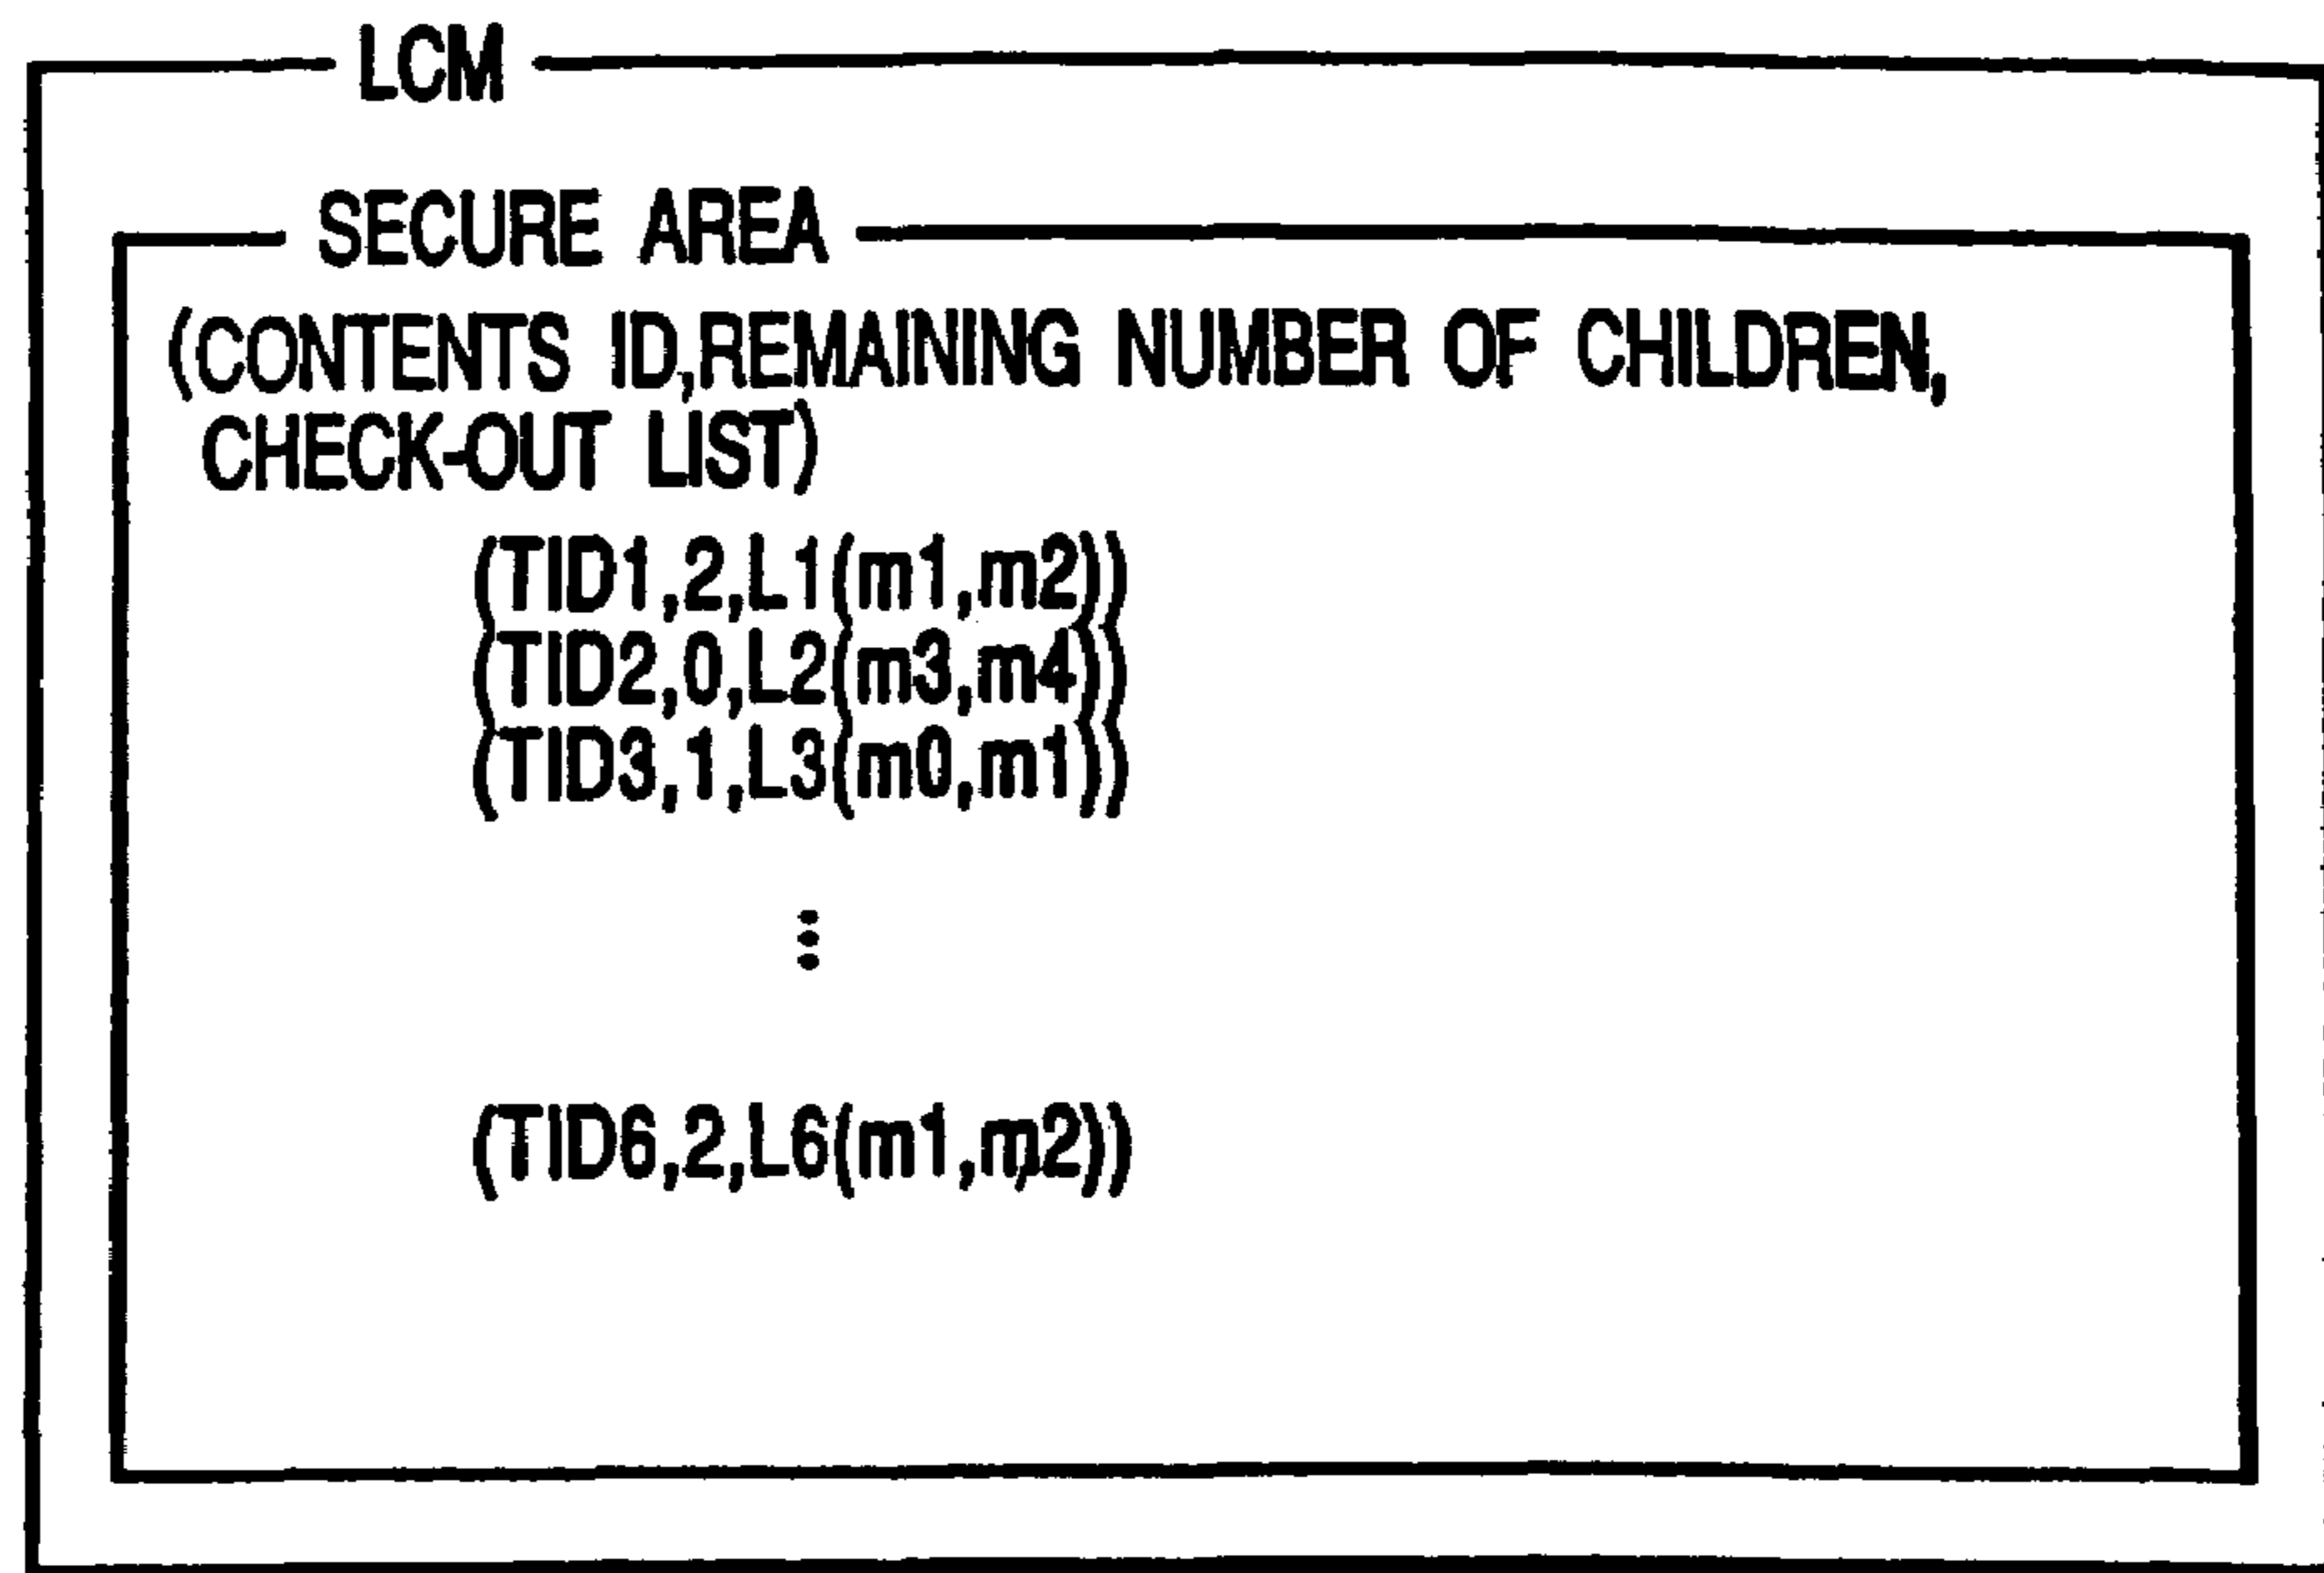 LCM
SECURE AREA
(CONTENTS ID,REMAINING NUMBER OF CHILDREN,
CHECK-OUT LIST)
(TID1,2,L1(m1,m2))
(TID2,0,L2(m3,m4))
(TID3,1,L3(m0,m1))
(TID6,2,L6(m1,m2))